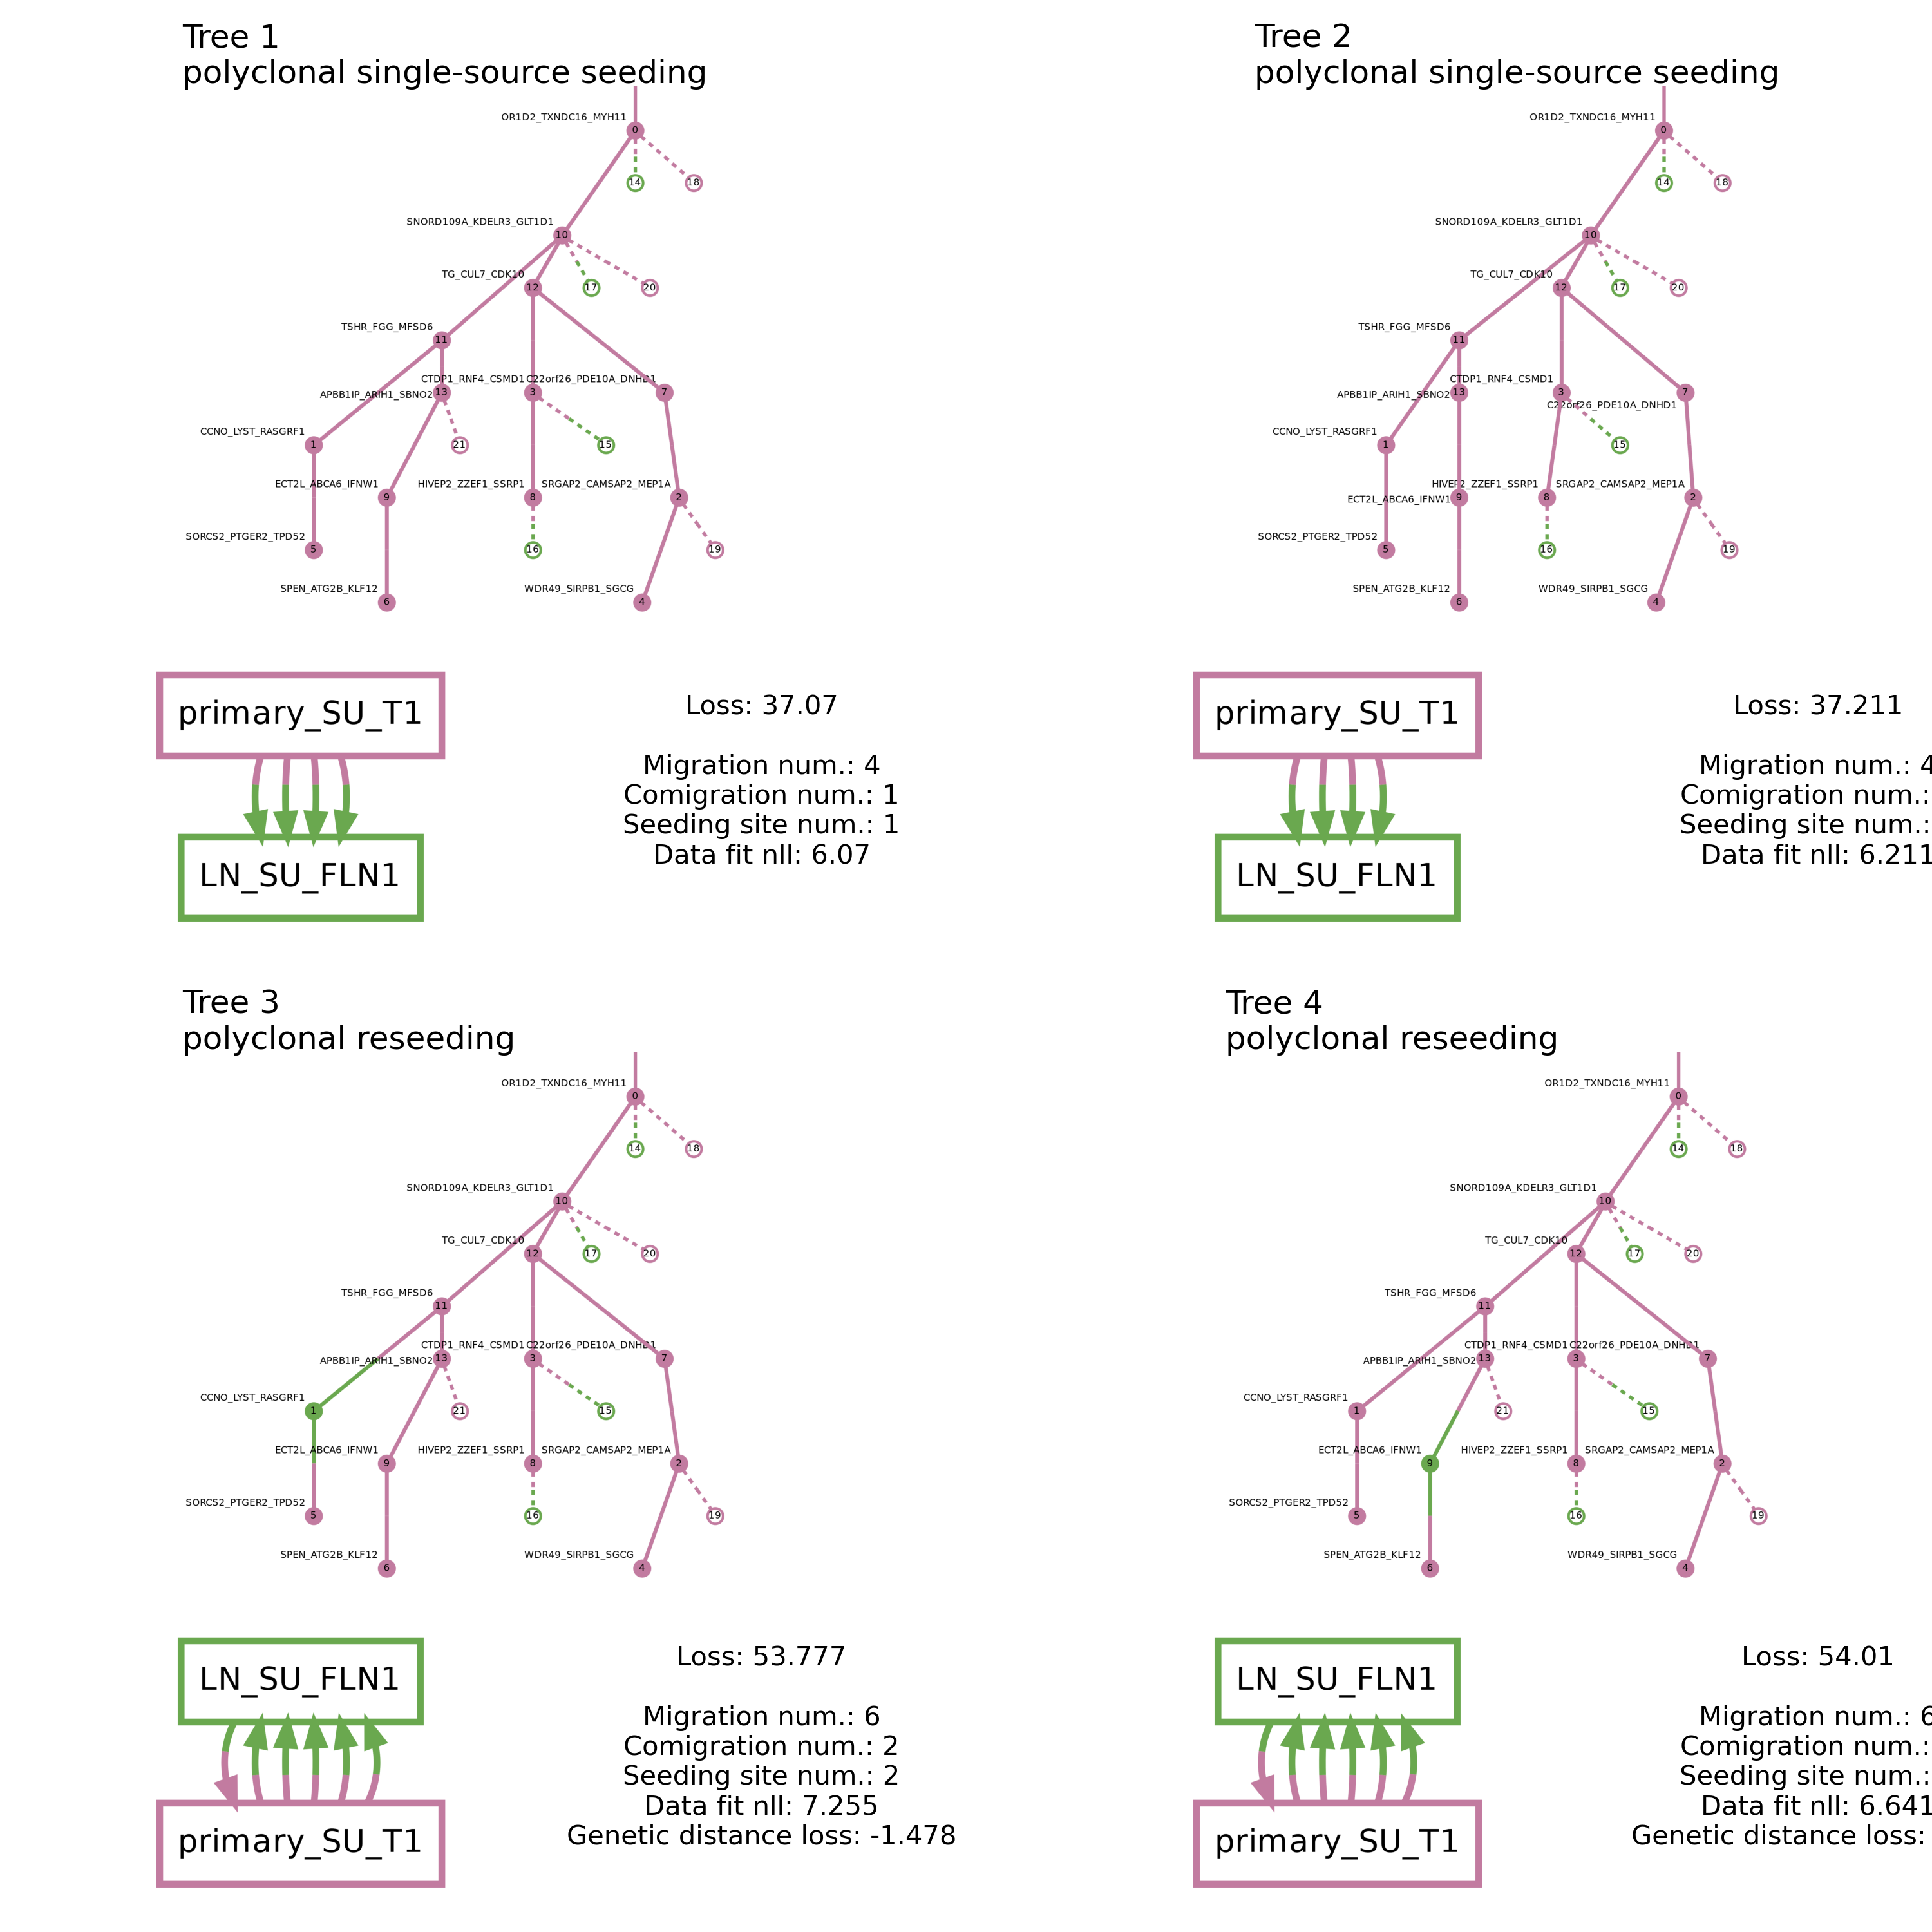 Tree 1
polyclonal single-source seeding
OR1D2_TXNDC16_MYH11
0
14
18
SNORD109A_KDELR3_GLT1D1
10
TG_CUL7_CDK10
12
17
20
TSHR_FGG_MFSD6
11
APBB1IP_ARIH1_SBNO2
13
CTDP1_RNF4_CSMD1
3
C22orf26_PDE10A_DNHD1
7
CCNO_LYST_RASGRF1
1
21
15
ECT2L_ABCA6_IFNW1
9
HIVEP2_ZZEF1_SSRP1
8
SRGAP2_CAMSAP2_MEP1A
2
SORCS2_PTGER2_TPD52
5
16
19
SPEN_ATG2B_KLF12
6
WDR49_SIRPB1_SGCG
4
primary_SU_T1
LN_SU_FLN1
Loss: 37.07
Migration num.: 4
Comigration num.: 1
Seeding site num.: 1
Data fit nll: 6.07
Tree 2
polyclonal single-source seeding
OR1D2_TXNDC16_MYH11
0
14
18
SNORD109A_KDELR3_GLT1D1
10
TG_CUL7_CDK10
12
17
20
TSHR_FGG_MFSD6
11
APBB1IP_ARIH1_SBNO2
13
CTDP1_RNF4_CSMD1
3
7
C22orf26_PDE10A_DNHD1
CCNO_LYST_RASGRF1
1
15
ECT2L_ABCA6_IFNW1
9
HIVEP2_ZZEF1_SSRP1
8
SRGAP2_CAMSAP2_MEP1A
2
SORCS2_PTGER2_TPD52
5
16
19
SPEN_ATG2B_KLF12
6
WDR49_SIRPB1_SGCG
4
primary_SU_T1
LN_SU_FLN1
Loss: 37.211
Migration num.: 4
Comigration num.:
Seeding site num.:
Data fit nll: 6.211
Tree 3
polyclonal reseeding
OR1D2_TXNDC16_MYH11
0
14
18
SNORD109A_KDELR3_GLT1D1
10
TG_CUL7_CDK10
12
17
20
TSHR_FGG_MFSD6
11
APBB1IP_ARIH1_SBNO2
13
CTDP1_RNF4_CSMD1
3
C22orf26_PDE10A_DNHD1
7
CCNO_LYST_RASGRF1
1
21
15
ECT2L_ABCA6_IFNW1
9
HIVEP2_ZZEF1_SSRP1
8
SRGAP2_CAMSAP2_MEP1A
2
SORCS2_PTGER2_TPD52
5
16
19
SPEN_ATG2B_KLF12
6
WDR49_SIRPB1_SGCG
4
LN_SU_FLN1
primary_SU_T1
Loss: 53.777
Migration num.: 6
Comigration num.: 2
Seeding site num.: 2
Data fit nll: 7.255
Genetic distance loss: -1.478
Tree 4
polyclonal reseeding
OR1D2_TXNDC16_MYH11
0
14
18
SNORD109A_KDELR3_GLT1D1
10
TG_CUL7_CDK10
12
17
20
TSHR_FGG_MFSD6
11
APBB1IP_ARIH1_SBNO2
13
CTDP1_RNF4_CSMD1
3
C22orf26_PDE10A_DNHD1
7
CCNO_LYST_RASGRF1
1
21
15
ECT2L_ABCA6_IFNW1
9
HIVEP2_ZZEF1_SSRP1
8
SRGAP2_CAMSAP2_MEP1A
2
SORCS2_PTGER2_TPD52
5
16
19
SPEN_ATG2B_KLF12
6
WDR49_SIRPB1_SGCG
4
LN_SU_FLN1
primary_SU_T1
Loss: 54.01
Migration num.: 6
Comigration num.:
Seeding site num.:
Data fit nll: 6.641
Genetic distance loss: